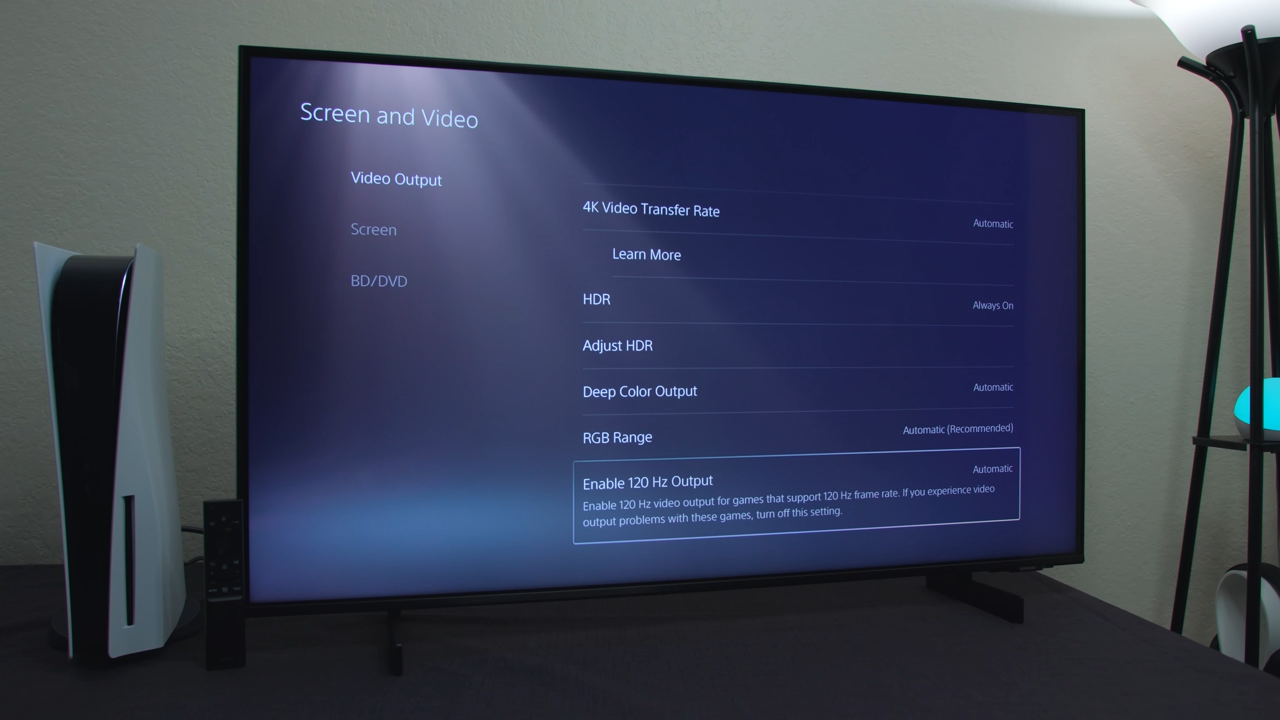 Screen and Video
Video Output
Screen
BD/DVD
4K Video Transfer Rate
Automatic
Learn More
HDR
Always On
Adjust HDR
Deep Color Output
Automatic
RGB Range
Automatic (Recommended)
Enable 120 Hz Output
Automatic
Enable 120 Hz video output for games that support 120 Hz frame rate. If you experience video
output problems with these games, turn off this setting.